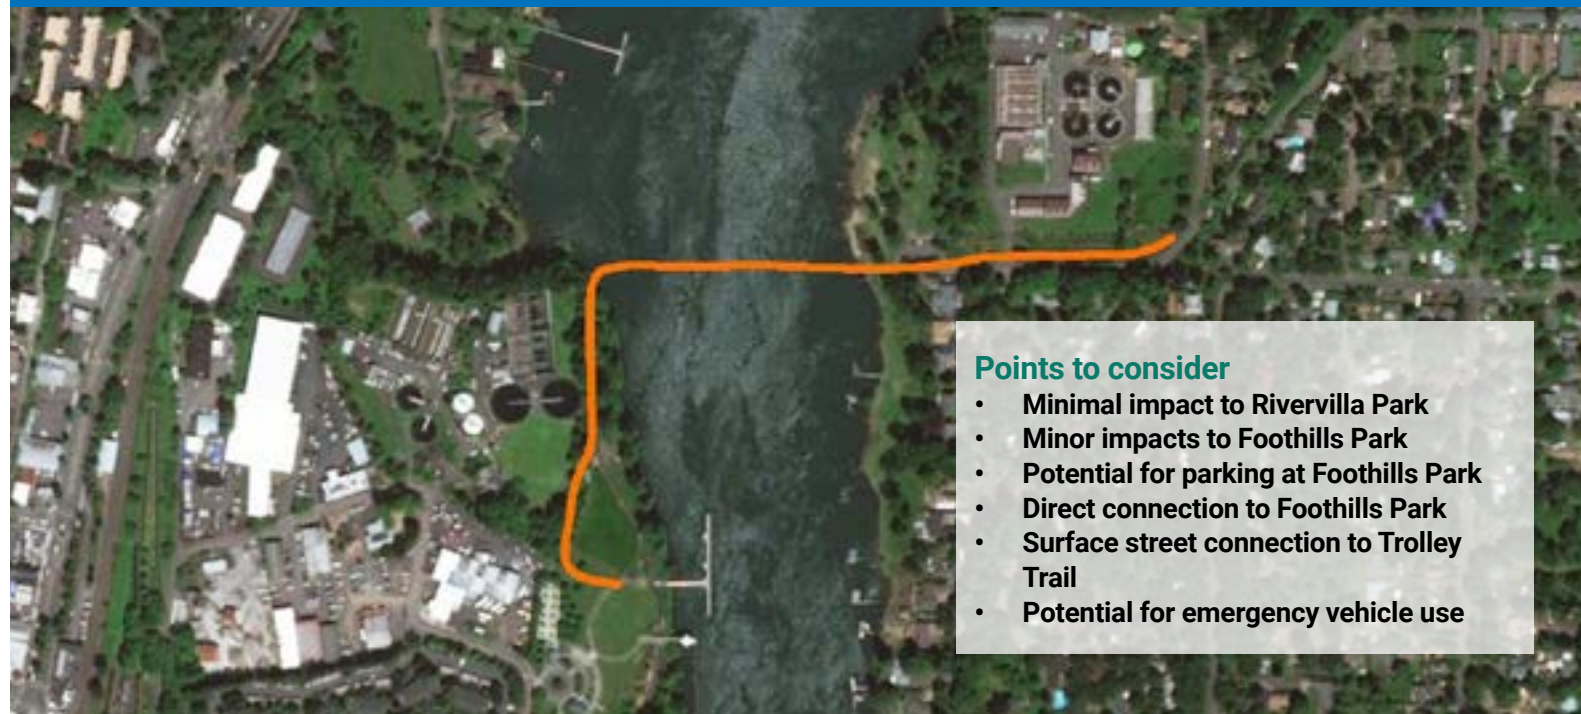 Points to consider
• Minimal impact to Rivervilla Park
• Minor impacts to Foothills Park
• Potential for parking at Foothills Park
• Direct connection to Foothills Park
• Surface street connection to Trolley
Trail
• Potential for emergency vehicle use